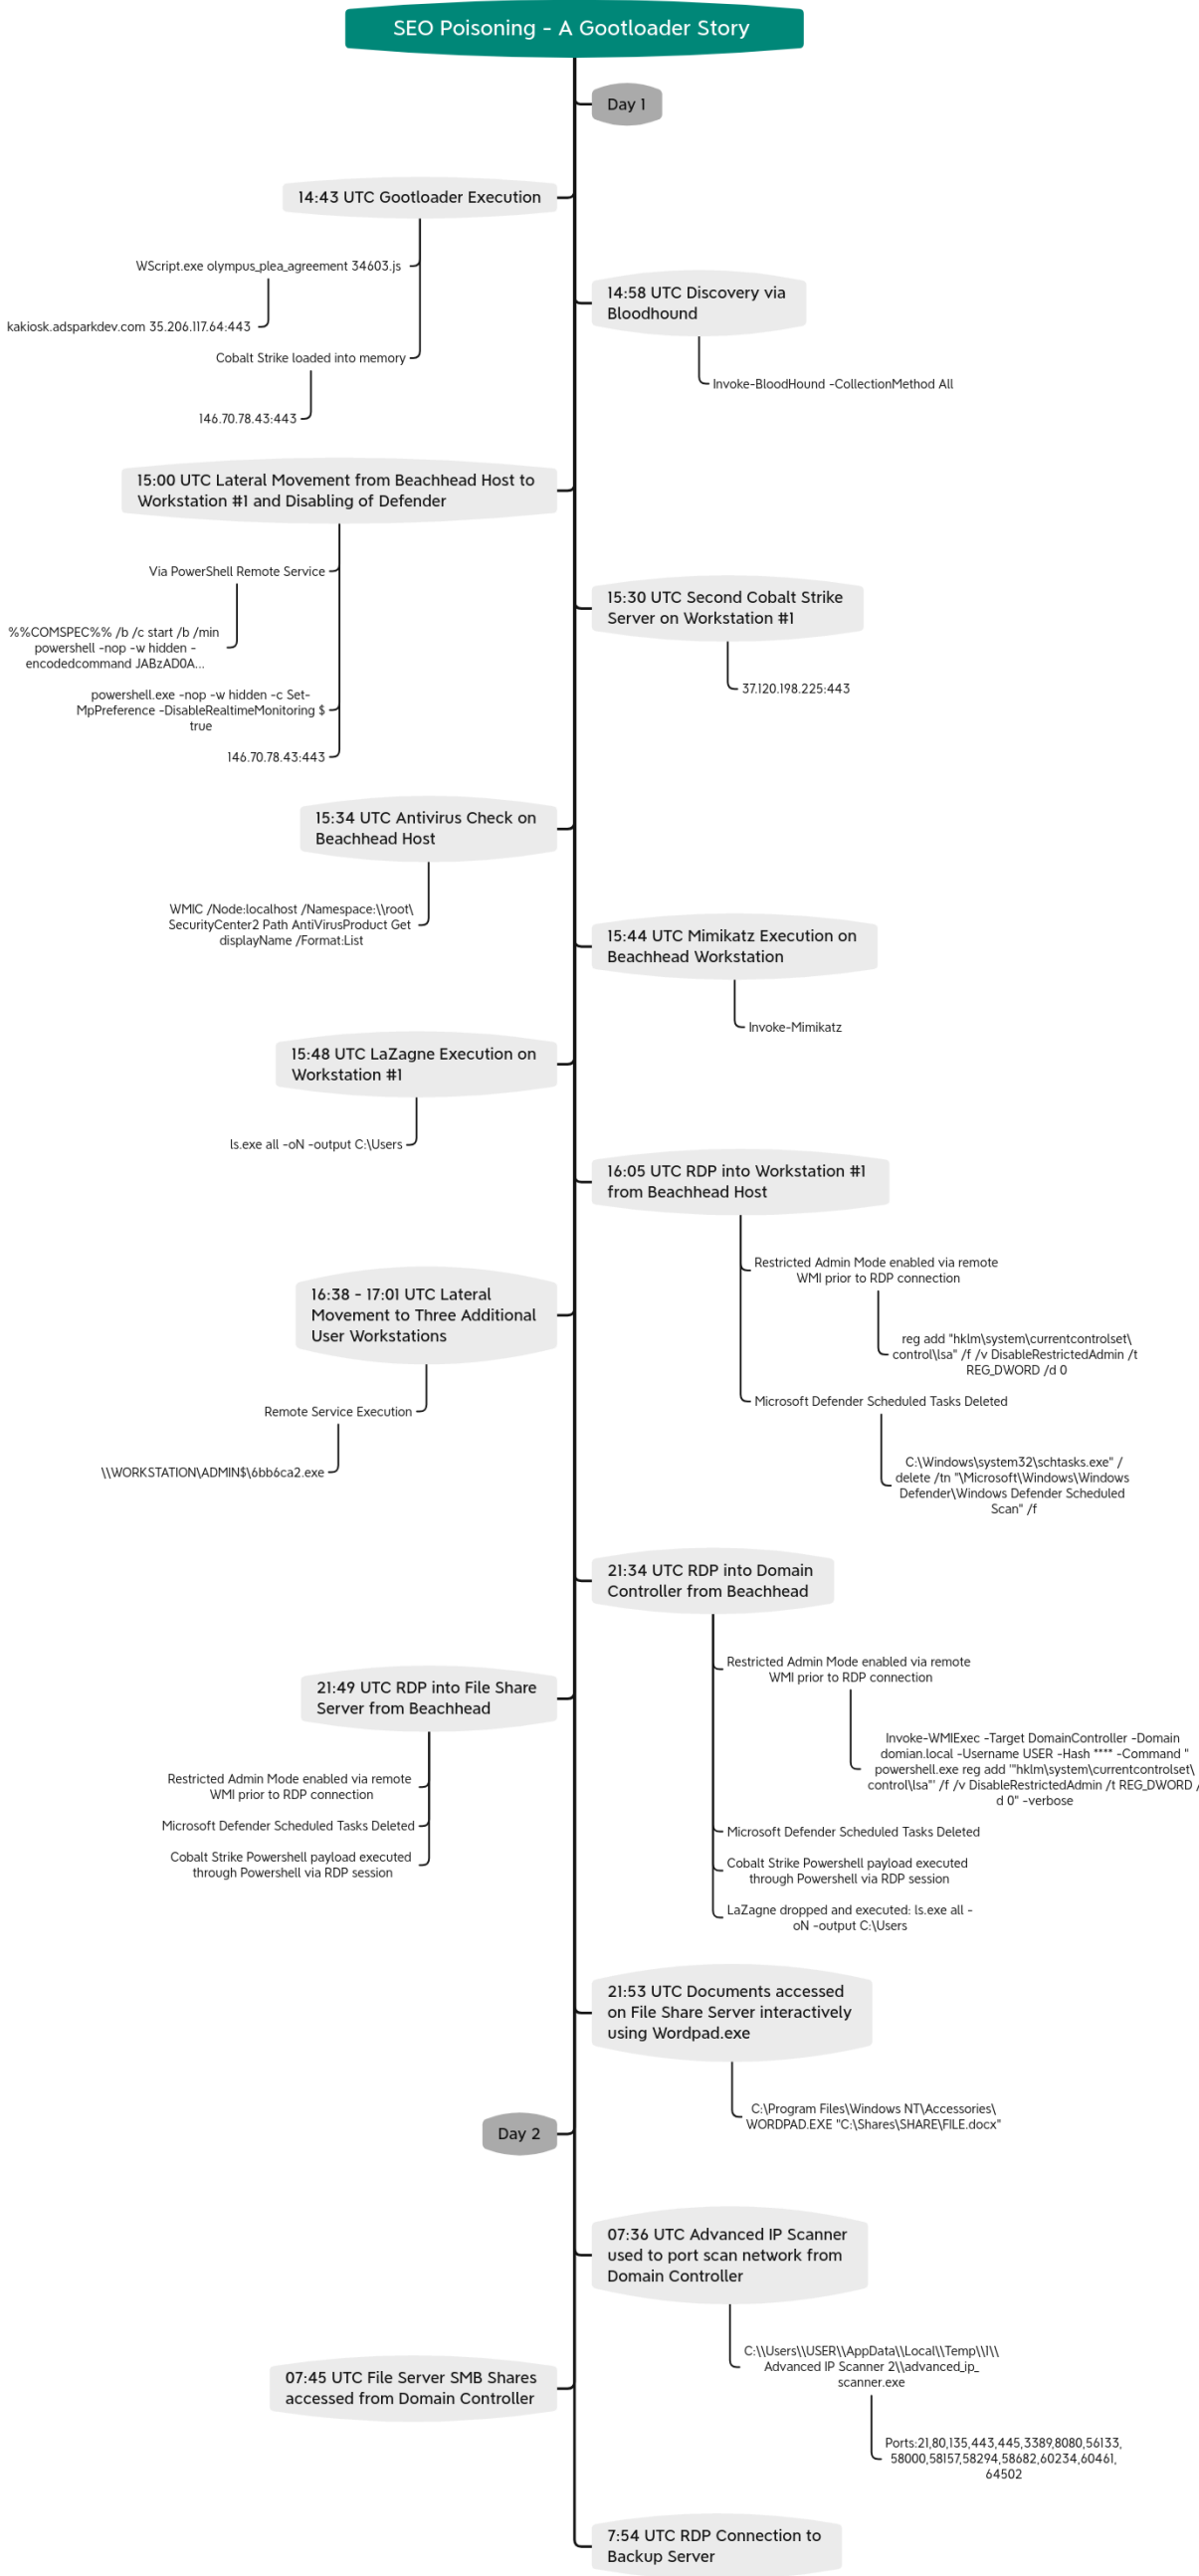 SEO Poisoning - A Gootloader Story
Day 1
14:43 UTC Gootloader Execution
WScript.exe olympus_plea_agreement 34603.js
kakiosk.adsparkdev.com 35.206.117.64:443
Cobalt Strike loaded into memory
146.70.78.43:443
14:58 UTC Discovery via
Bloodhound
Invoke-BloodHound -CollectionMethod All
15:00 UTC Lateral Movement from Beachhead Host to
Workstation #1 and Disabling of Defender
Via PowerShell Remote Service
%%COMSPEC%% /b /c start /b /min
powershell -nop -w hidden -
encodedcommand JABzAD0A...
powershell.exe -nop -w hidden -c Set-
MpPreference -DisableRealtimeMonitoring $
true
146.70.78.43:443
15:30 UTC Second Cobalt Strike
Server on Workstation #1
37.120.198.225:443
15:34 UTC Antivirus Check on
Beachhead Host
WMIC /Node:localhost /Namespace:\\root\
SecurityCenter2 Path AntiVirusProduct Get
displayName /Format:List
15:44 UTC Mimikatz Execution on
Beachhead Workstation
Invoke-Mimikatz
15:48 UTC LaZagne Execution on
Workstation #1
ls.exe all -oN -output C:\Users
16:05 UTC RDP into Workstation #1
from Beachhead Host
Restricted Admin Mode enabled via remote
WMI prior to RDP connection
reg add "hklm\system\currentcontrolset\
control\lsa" /f /v DisableRestrictedAdmin /t
REG_DWORD /d 0
Microsoft Defender Scheduled Tasks Deleted
C:\Windows\system32\schtasks.exe" /
delete /tn "\Microsoft\Windows\Windows
Defender\Windows Defender Scheduled
Scan" /f
16:38 - 17:01 UTC Lateral
Movement to Three Additional
User Workstations
Remote Service Execution
\\WORKSTATION\ADMIN$\6bb6ca2.exe
21:34 UTC RDP into Domain
Controller from Beachhead
Restricted Admin Mode enabled via remote
WMI prior to RDP connection
Invoke-WMIExec -Target DomainController -Domain
domian.local -Username USER -Hash **** -Command "
powershell.exe reg add '"hklm\system\currentcontrolset\
control\lsa"' /f /v DisableRestrictedAdmin /t REG_DWORD /
d 0" -verbose
Microsoft Defender Scheduled Tasks Deleted
Cobalt Strike Powershell payload executed
through Powershell via RDP session
LaZagne dropped and executed: ls.exe all -
oN -output C:\Users
21:49 UTC RDP into File Share
Server from Beachhead
Restricted Admin Mode enabled via remote
WMI prior to RDP connection
Microsoft Defender Scheduled Tasks Deleted
Cobalt Strike Powershell payload executed
through Powershell via RDP session
21:53 UTC Documents accessed
on File Share Server interactively
using Wordpad.exe
C:\Program Files\Windows NT\Accessories\
WORDPAD.EXE "C:\Shares\SHARE\FILE.docx"
Day 2
07:36 UTC Advanced IP Scanner
used to port scan network from
Domain Controller
C:\\Users\\USER\\AppData\\Local\\Temp\\1\\
Advanced IP Scanner 2\\advanced_ip_
scanner.exe
Ports:21,80,135,443,445,3389,8080,56133,
58000,58157,58294,58682,60234,60461,
64502
07:45 UTC File Server SMB Shares
accessed from Domain Controller
7:54 UTC RDP Connection to
Backup Server